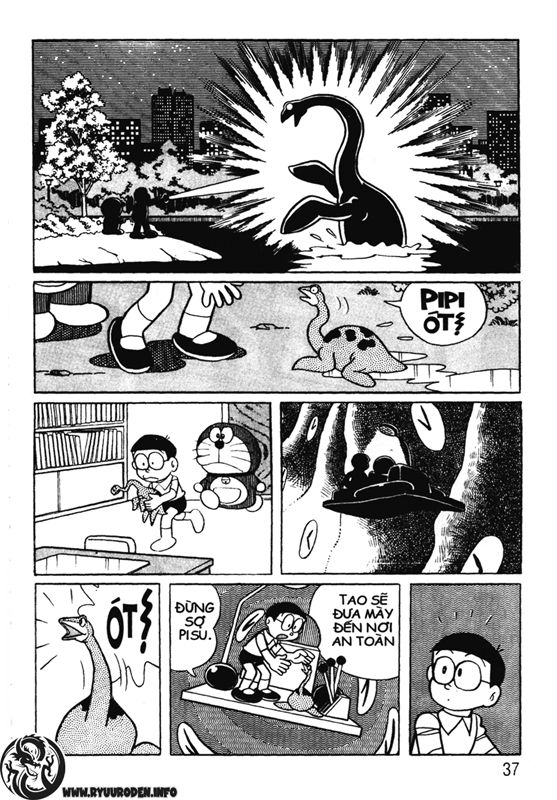 PIPI
ÓT
ÓT
ĐỪNG
SỢ
PISU.
TAO SẼ
ĐƯA MÀY
ĐẾN NƠI
AN TOÀN
37
WWW.RYUURODEN.INFO